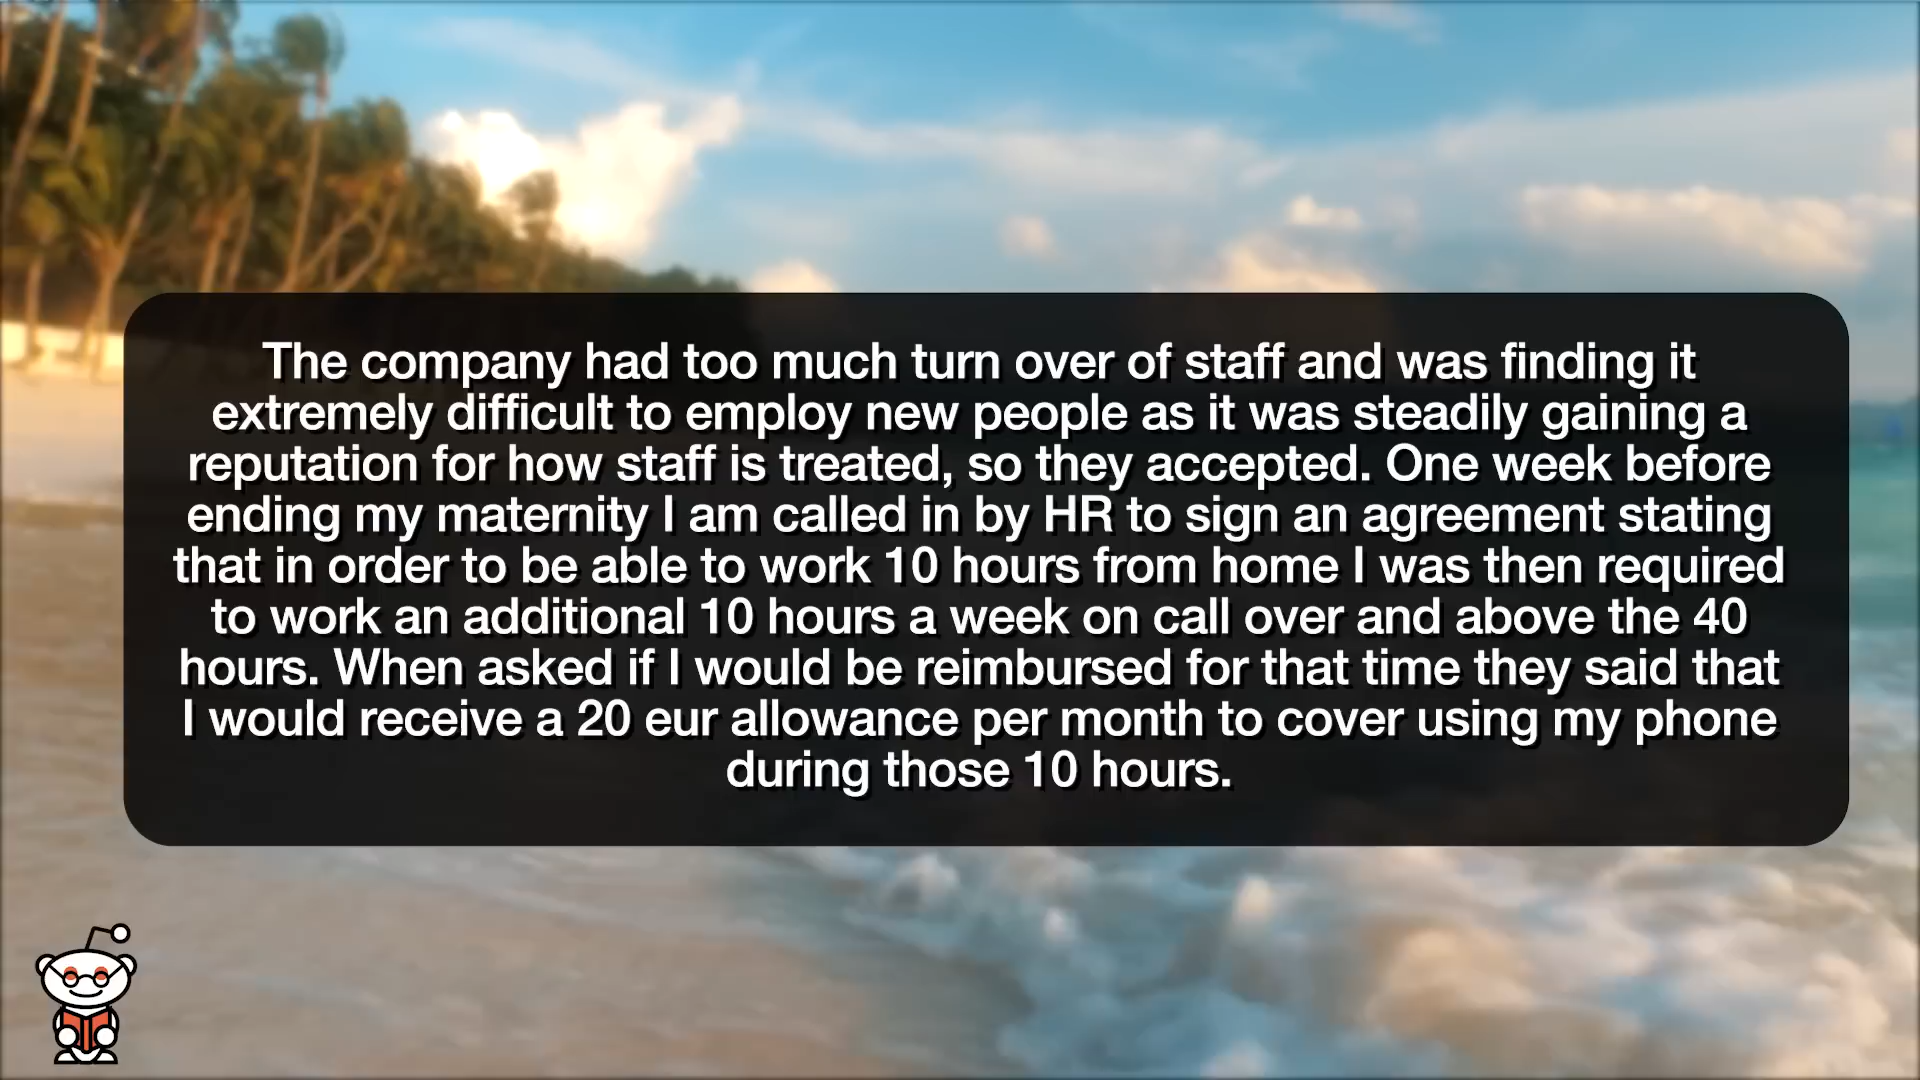 The company had too much turn over of staff and was finding it
extremely difficult to employ new people as it was steadily gaining a
reputation for how staff is treated, so they accepted. One week before
ending my maternity I am called in by HR to sign an agreement stating
that in order to be able to work 10 hours from home I was then required
to work an additional 10 hours a week on call over and above the 40
hours. When asked if I would be reimbursed for that time they said that
I would receive a 20 eur allowance per month to cover using my phone
during those 10 hours.